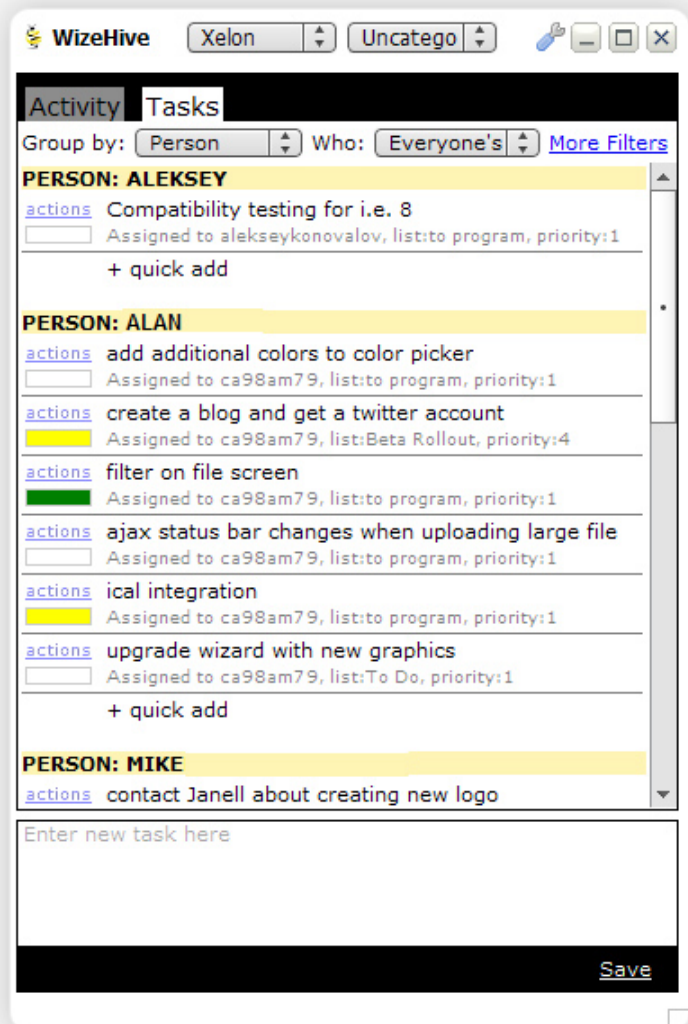 WizeHive Xelon Uncatego
Activity Tasks
Group by: Person Who: Everyone's More Filters
PERSON: ALEKSEY
actions Compatibility testing for i.e. 8
Assigned to alekseykonovalov, list:to program, priority:1
+ quick add
PERSON: ALAN
actions add additional colors to color picker
Assigned to ca98am79, list:to program, priority:1
actions create a blog and get a twitter account
Assigned to ca98am79, list:Beta Rollout, priority:4
actions filter on file screen
Assigned to ca98am79, list:to program, priority:1
actions ajax status bar changes when uploading large file
Assigned to ca98am79, list:to program, priority:1
actions ical integration
Assigned to ca98am79, list:to program, priority:1
actions upgrade wizard with new graphics
Assigned to ca98am79, list:To Do, priority:1
+ quick add
PERSON: MIKE
actions contact Janell about creating new logo
Enter new task here
Save